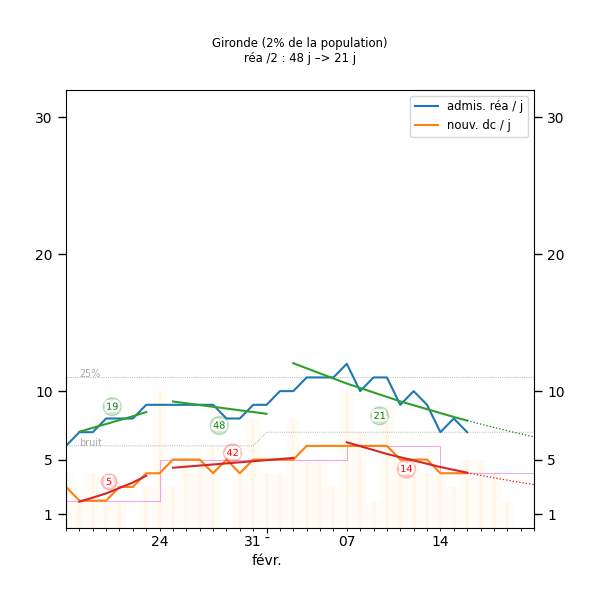 Gironde (2% de la population)
réa /2 : 48 j –> 21 j
admis. réa / j
nouv. dc / j
30 30
20 20
25%
10 10
19
21
48
bruit
42
5 5
14
5
1 1
24 31 07 14
févr.